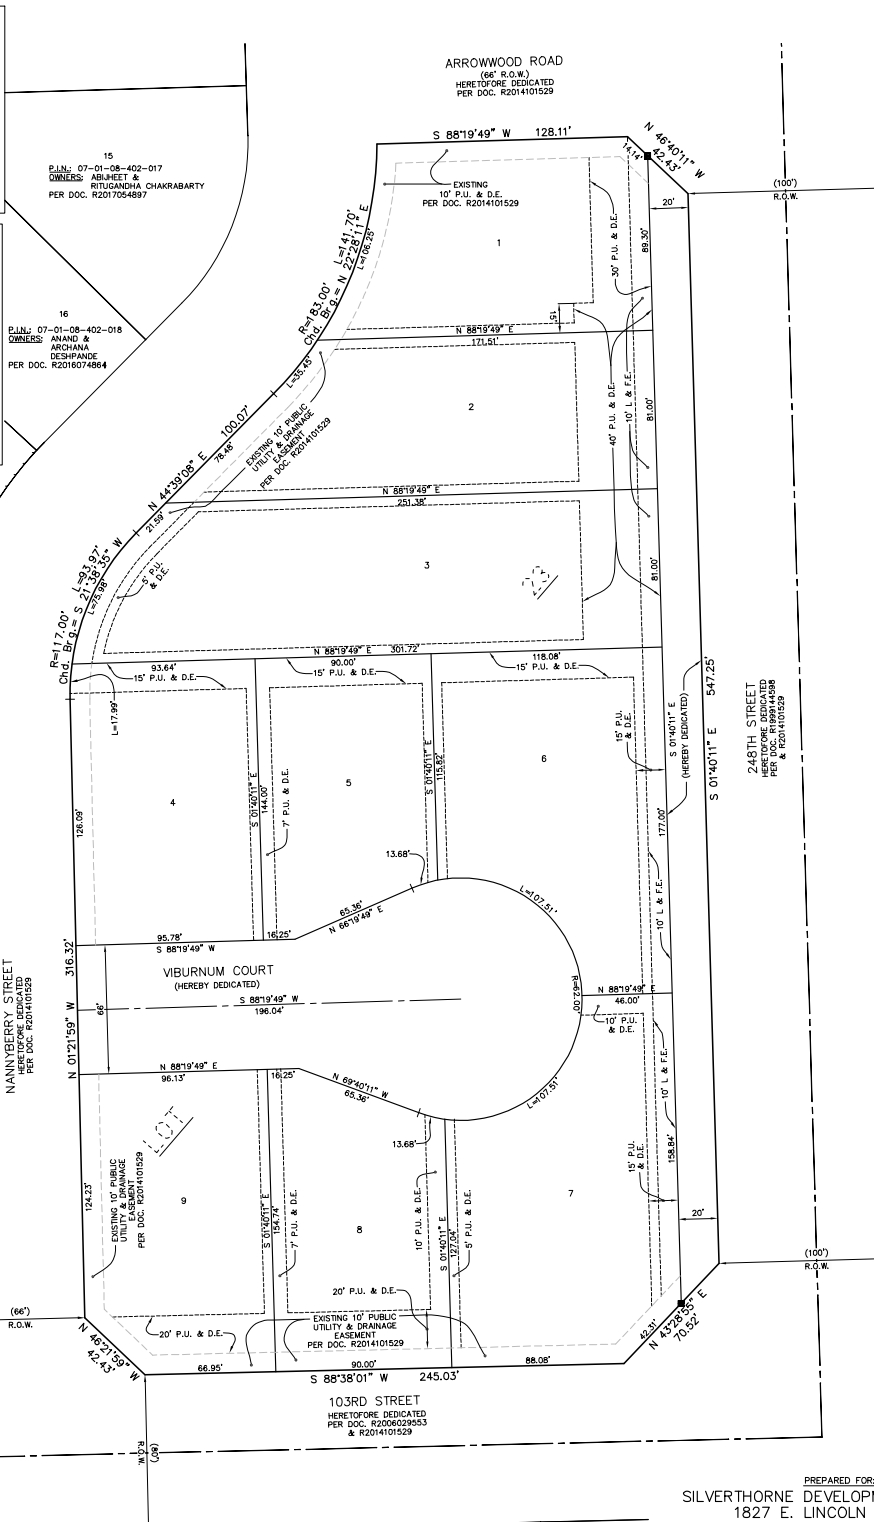 ARROWWOOD ROAD
(66' R.O.W.)
HERETOFORE DEDICATED
PER DOC. R2014101529
S 88°19'49" W 128.11'
N 46°40'11" W
42.43'
14.14'
(100')
R.O.W.
20'
15
P.I.N.: 07-01-08-402-017
OWNERS: ABIJHEET &
RITUGANDHA CHAKRABARTY
PER DOC. R2017054897
EXISTING
10' P.U. & D.E.
PER DOC. R2014101529
L=141.70'
R=183.00'
Chd. Brg.= N 22°28'11" E
L=106.25'
1
30' P.U. & D.E.
89.30'
15'
16
P.I.N.: 07-01-08-402-018
OWNERS: ANAND &
ARCHANA
DESHPANDE
PER DOC. R2016074864
N 88°19'49" E
171.51'
L=35.45'
2
40' P.U. & D.E.
10' L & F.E.
81.00'
N 44°39'08" E 100.07'
78.48'
EXISTING 10' PUBLIC
UTILITY & DRAINAGE
EASEMENT
PER DOC. R2014101529
N 88°19'49" E
251.38'
21.59'
5' P.U.
& D.E.
3
23
81.00'
L=93.97'
R=117.00'
Chd. Brg.= S 21°38'35" W
L=75.98'
N 88°19'49" E 301.72'
93.64'
90.00'
118.08'
15' P.U. & D.E.
15' P.U. & D.E.
15' P.U. & D.E.
L=17.99'
S 01°40'11" E
547.25'
S 01°40'11" E
(HEREBY DEDICATED)
248TH STREET
HERETOFORE DEDICATED
PER DOC. R1999144598
& R2014101529
15' P.U.
& D.E.
4
5
6
126.09'
S 01°40'11" E
144.00'
7' P.U. & D.E.
S 01°40'11" E
115.82'
177.00'
13.68'
65.36'
N 66°19'49" E
L=107.51'
10' L & F.E.
95.78'
16.25'
S 88°19'49" W
VIBURNUM COURT
(HEREBY DEDICATED)
S 88°19'49" W
196.04'
66'
R=62.00'
N 88°19'49" E
46.00'
10' P.U.
& D.E.
NANNYBERRY STREET
HERETOFORE DEDICATED
PER DOC. R2014101529
N 01°21'59" W 316.32'
N 88°19'49" E
96.13'
16.25'
N 69°40'11" W
65.36'
L=107.51'
13.68'
10' L & F.E.
158.84'
15' P.U.
& D.E.
LOT
124.23'
EXISTING 10' PUBLIC
UTILITY & DRAINAGE
EASEMENT
PER DOC. R2014101529
9
S 01°40'11" E
154.74'
7' P.U. & D.E.
8
10' P.U. & D.E.
S 01°40'11" E
127.04'
5' P.U. & D.E.
7
20'
(100')
R.O.W.
20' P.U. & D.E.
20' P.U. & D.E.
EXISTING 10' PUBLIC
UTILITY & DRAINAGE
EASEMENT
PER DOC. R2014101529
(66')
R.O.W.
N 46°21'59" W
42.43'
42.31'
N 43°28'55" E
70.52'
66.95'
90.00'
88.08'
S 88°38'01" W 245.03'
103RD STREET
HERETOFORE DEDICATED
PER DOC. R2006029553
& R2014101529
(80')
R.O.W.
PREPARED FOR:
SILVERTHORNE DEVELOPM
1827 E. LINCOLN